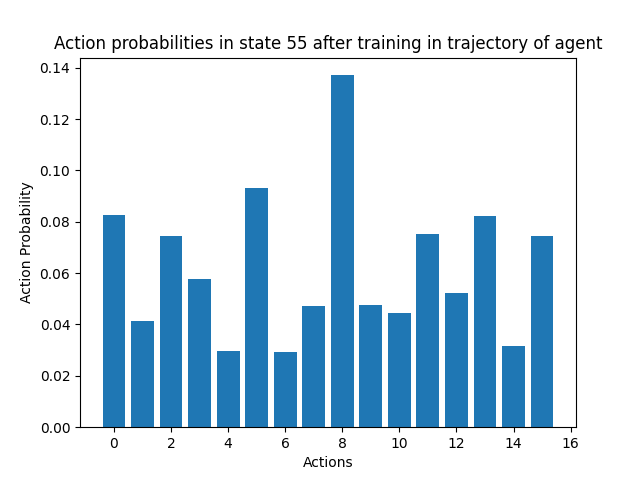 Action probabilities in state 55 after training in trajectory of agent
0.14
0.12
0.10
0.08
0.06
0.04
0.02
0.00
Action Probability
0 2 4 6 8 10 12 14 16
Actions